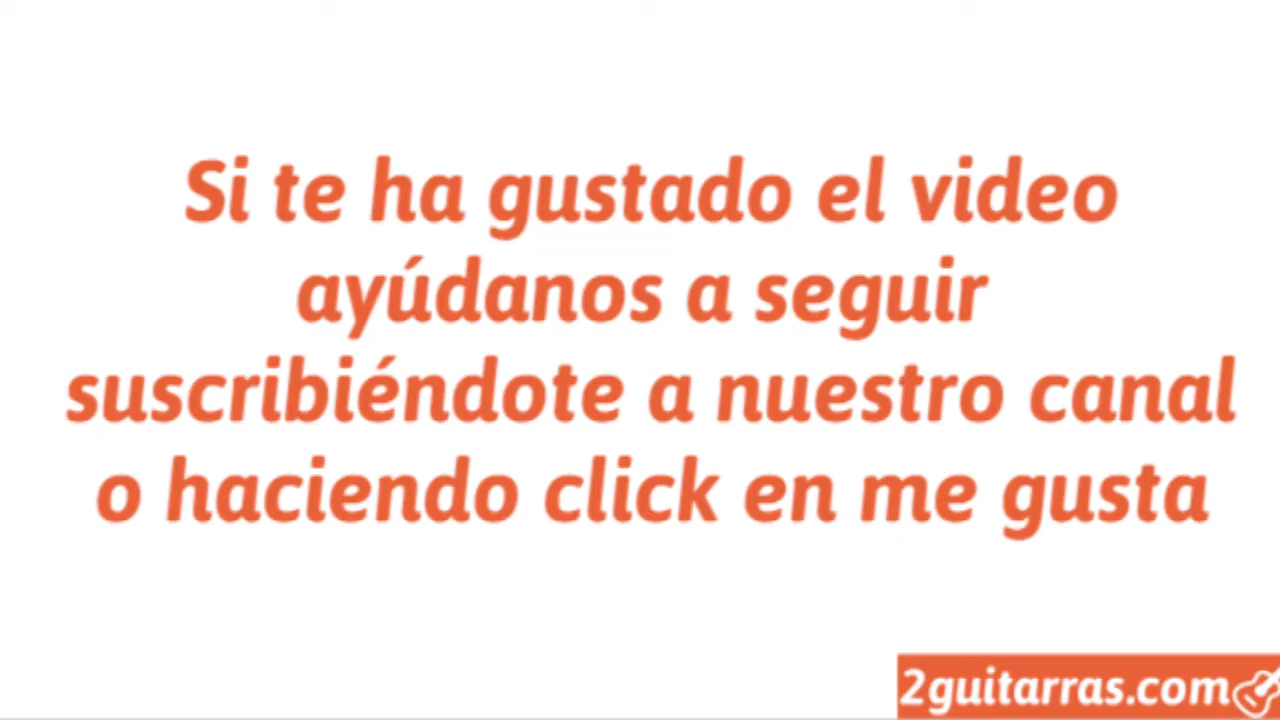 Si te ha gustado el video
ayúdanos a seguir
suscribiéndote a nuestro canal
o haciendo click en me gusta
2guitarras.com